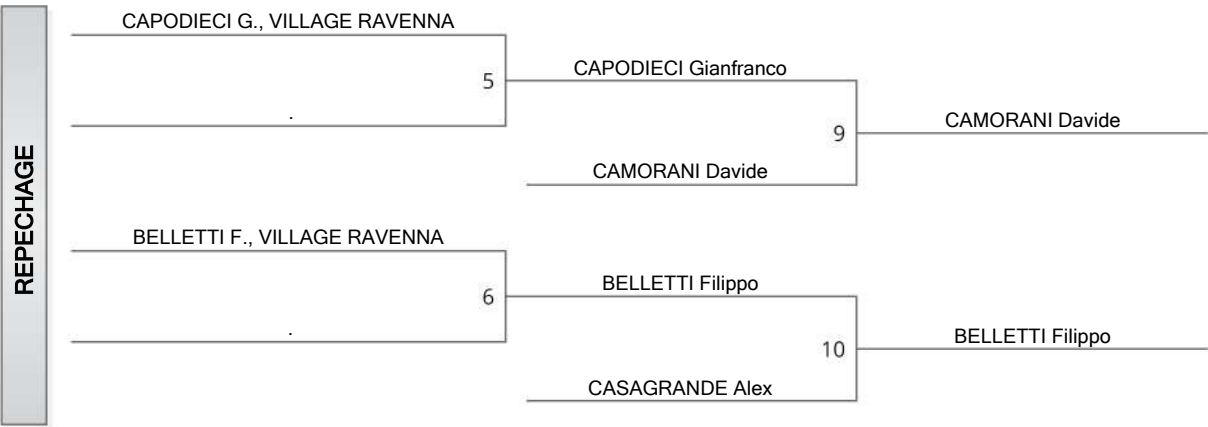 REPECHAGE
CAPODIECI G., VILLAGE RAVENNA
5
.
CAPODIECI Gianfranco
9
CAMORANI Davide
CAMORANI Davide
BELLETTI F., VILLAGE RAVENNA
6
.
BELLETTI Filippo
10
CASAGRANDE Alex
BELLETTI Filippo